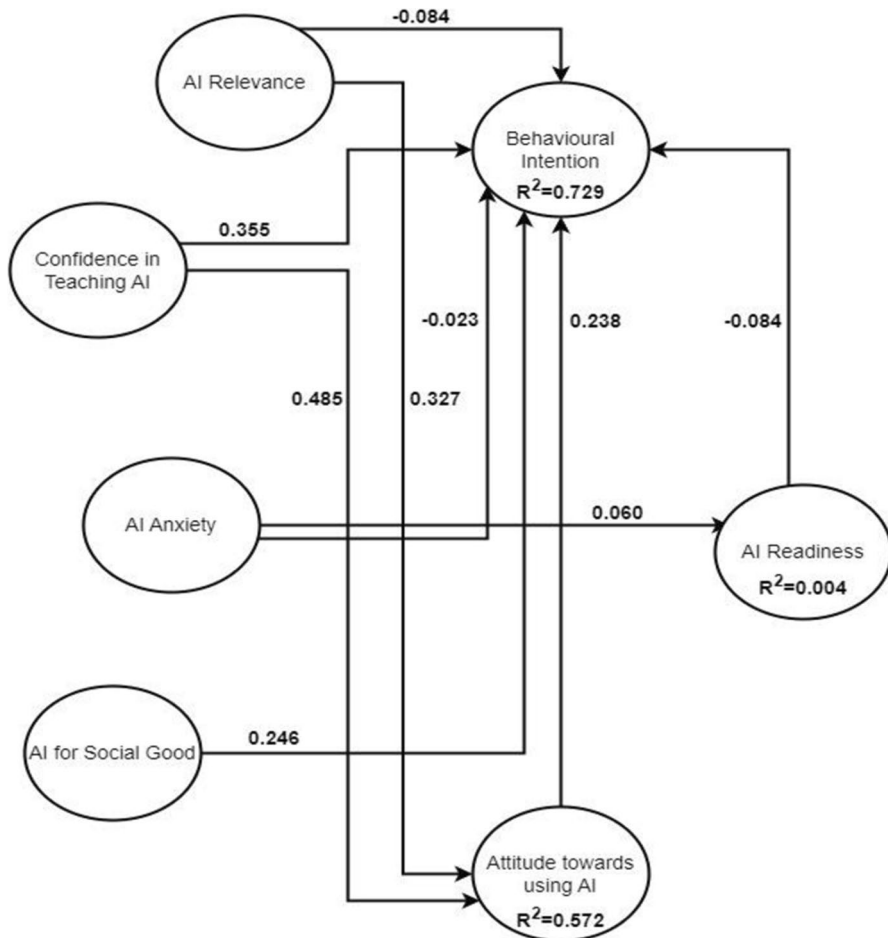 -0.084
AI Relevance
Behavioural
Intention
R²=0.729
0.355
Confidence in
Teaching AI
-0.023
0.238
-0.084
0.485
0.327
AI Anxiety
0.060
AI Readiness
R²=0.004
AI for Social Good
0.246
Attitude towards
using AI
R²=0.572